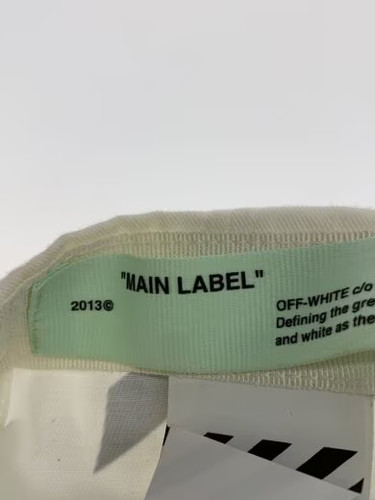 "MAIN LABEL"
2013©
OFF-WHITE c/o
Defining the gre
and white as the